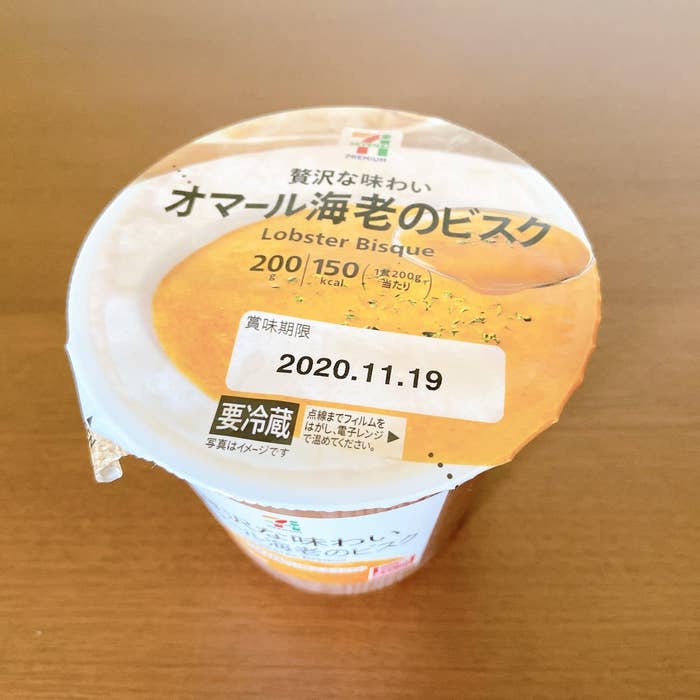 PREMIUM
贅沢な味わい
オマール海老のビスク
Lobster Bisque
200g 150kcal (1食200g当たり)
賞味期限
2020.11.19
要冷蔵
写真はイメージです
点線までフィルムを
はがし、電子レンジ
で温めてください。
贅沢な味わい
海老のビスク